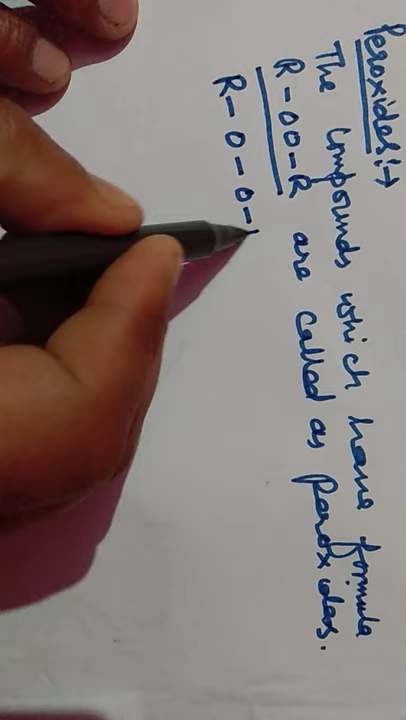 Peroxides:→
The compounds which have formula
R-OO-R are called as peroxides.
R-O-O-